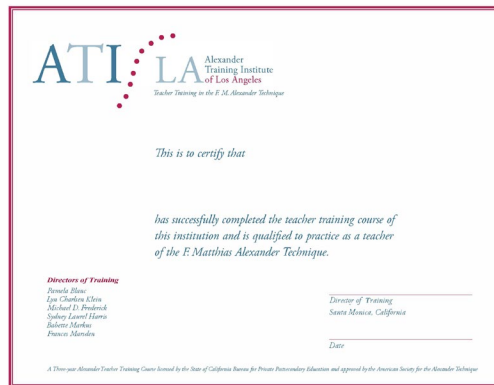 ATI LA
Alexander
Training Institute
of Los Angeles
Teacher Training in the F. M. Alexander Technique
This is to certify that
has successfully completed the teacher training course of
this institution and is qualified to practice as a teacher
of the F. Matthias Alexander Technique.
Directors of Training
Pamela Blanc
Lyn Charlsen Klein
Michael D. Frederick
Sydney Laurel Harris
Babette Markus
Frances Marsden
Director of Training
Santa Monica, California
Date
A Three-year Alexander Teacher Training Course licensed by the State of California Bureau for Private Postsecondary Education and approved by the American Society for the Alexander Technique